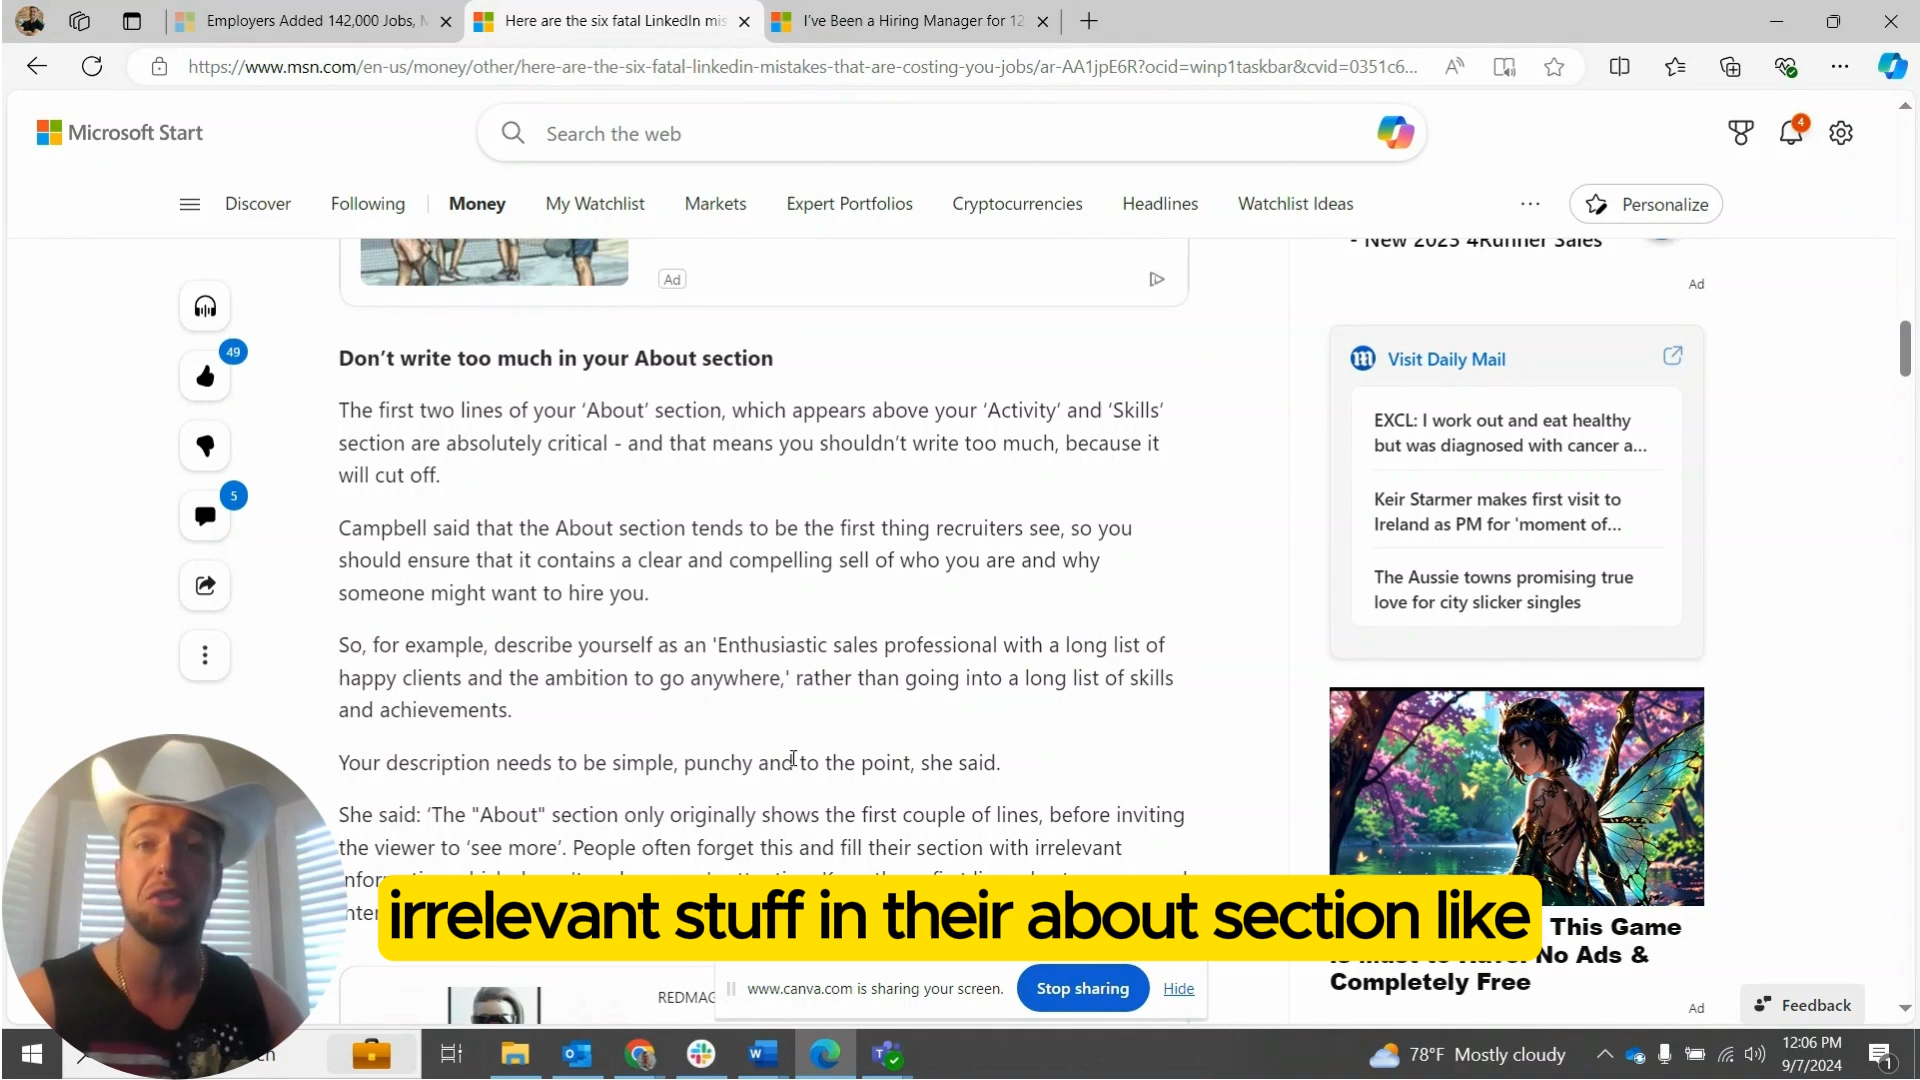 Employers Added 142,000 Jobs, M
Here are the six fatal LinkedIn mis
I've Been a Hiring Manager for 12
https://www.msn.com/en-us/money/other/here-are-the-six-fatal-linkedin-mistakes-that-are-costing-you-jobs/ar-AA1jpE6R?ocid=winp1taskbar&cvid=0351c6...
Microsoft Start
Search the web
4
Discover
Following
Money
My Watchlist
Markets
Expert Portfolios
Cryptocurrencies
Headlines
Watchlist Ideas
Personalize
Ad
- New 2023 4Runner Sales
Ad
49
5
Don't write too much in your About section
The first two lines of your 'About' section, which appears above your 'Activity' and 'Skills'
section are absolutely critical - and that means you shouldn't write too much, because it
will cut off.
Campbell said that the About section tends to be the first thing recruiters see, so you
should ensure that it contains a clear and compelling sell of who you are and why
someone might want to hire you.
So, for example, describe yourself as an 'Enthusiastic sales professional with a long list of
happy clients and the ambition to go anywhere,' rather than going into a long list of skills
and achievements.
Your description needs to be simple, punchy and to the point, she said.
She said: 'The "About" section only originally shows the first couple of lines, before inviting
the viewer to 'see more'. People often forget this and fill their section with irrelevant
Visit Daily Mail
EXCL: I work out and eat healthy
but was diagnosed with cancer a...
Keir Starmer makes first visit to
Ireland as PM for 'moment of...
The Aussie towns promising true
love for city slicker singles
irrelevant stuff in their about section like
This Game
No Ads &
Completely Free
Ad
REDMAG
www.canva.com is sharing your screen.
Stop sharing
Hide
Feedback
78°F Mostly cloudy
12:06 PM
9/7/2024
1